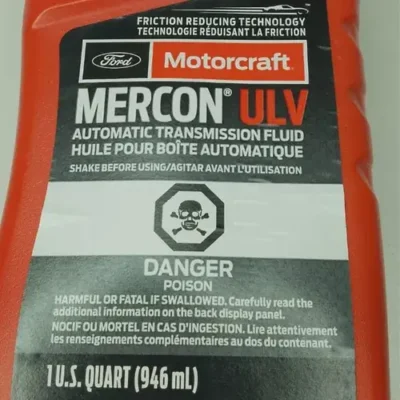 FRICTION REDUCING TECHNOLOGY
TECHNOLOGIE RÉDUISANT LA FRICTION
Ford Motorcraft
MERCON® ULV
AUTOMATIC TRANSMISSION FLUID
HUILE POUR BOÎTE AUTOMATIQUE
SHAKE BEFORE USING/AGITAR AVANT L'UTILISATION
DANGER
POISON
HARMFUL OR FATAL IF SWALLOWED. Carefully read the
additional information on the back display panel.
NOCIF OU MORTEL EN CAS D'INGESTION. Lire attentivement
les renseignements complémentaires au dos du contenant.
1 U.S. QUART (946 mL)